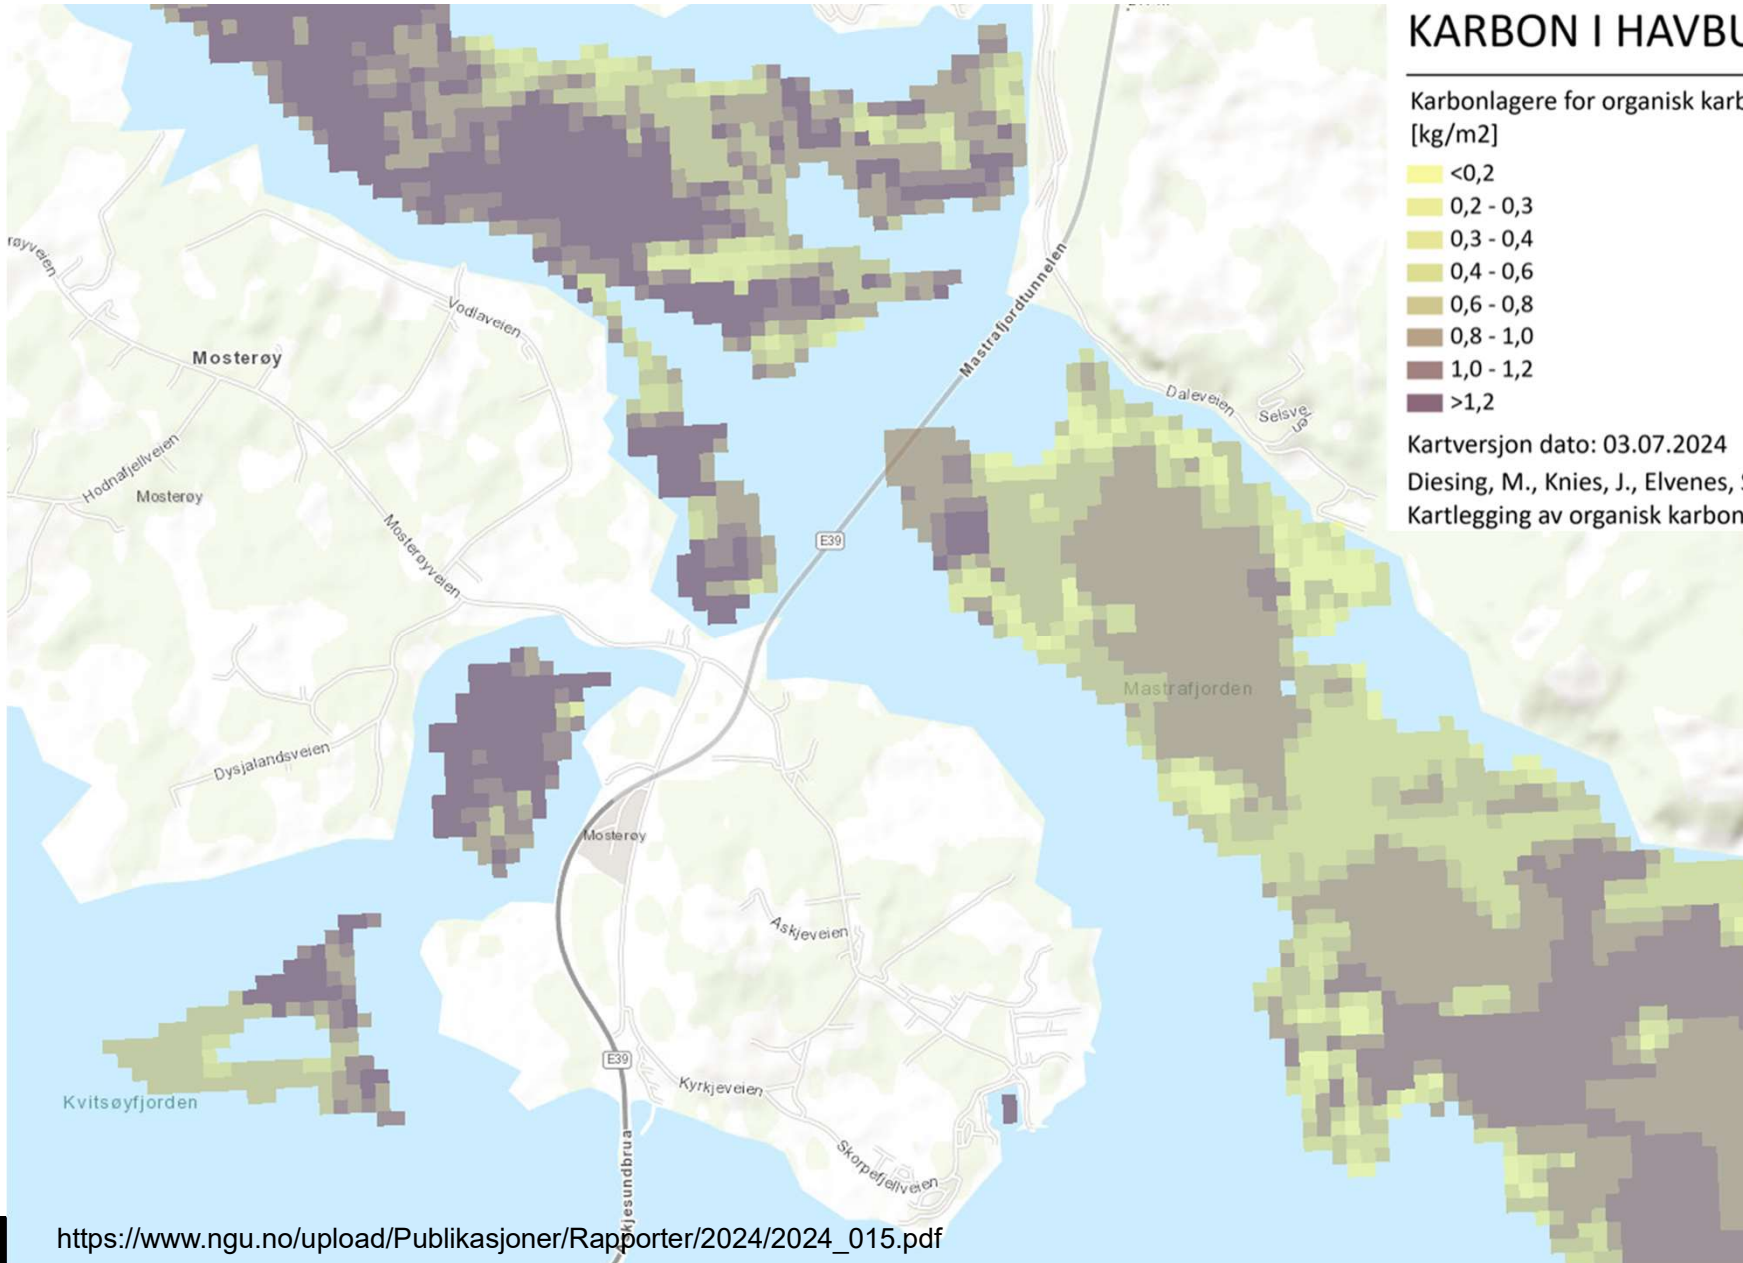 KARBON I HAVBU
Karbonlagere for organisk karb
[kg/m2]
<0,2
0,2 - 0,3
0,3 - 0,4
0,4 - 0,6
0,6 - 0,8
0,8 - 1,0
1,0 - 1,2
>1,2
Kartversjon dato: 03.07.2024
Diesing, M., Knies, J., Elvenes, S
Kartlegging av organisk karbon
røyveien
Vodlaveien
Mosterøy
Hodnafjellveien
Mosterøy
Mosterøyveien
Mastrafjordtunnelen
Daleveien
Selsveien
E39
Mastrafjorden
Dysjalandsveien
Mosterøy
Askjeveien
E39
Kyrkjeveien
Kvitsøyfjorden
Skorpefjellveien
Askjesundbrua
https://www.ngu.no/upload/Publikasjoner/Rapporter/2024/2024_015.pdf